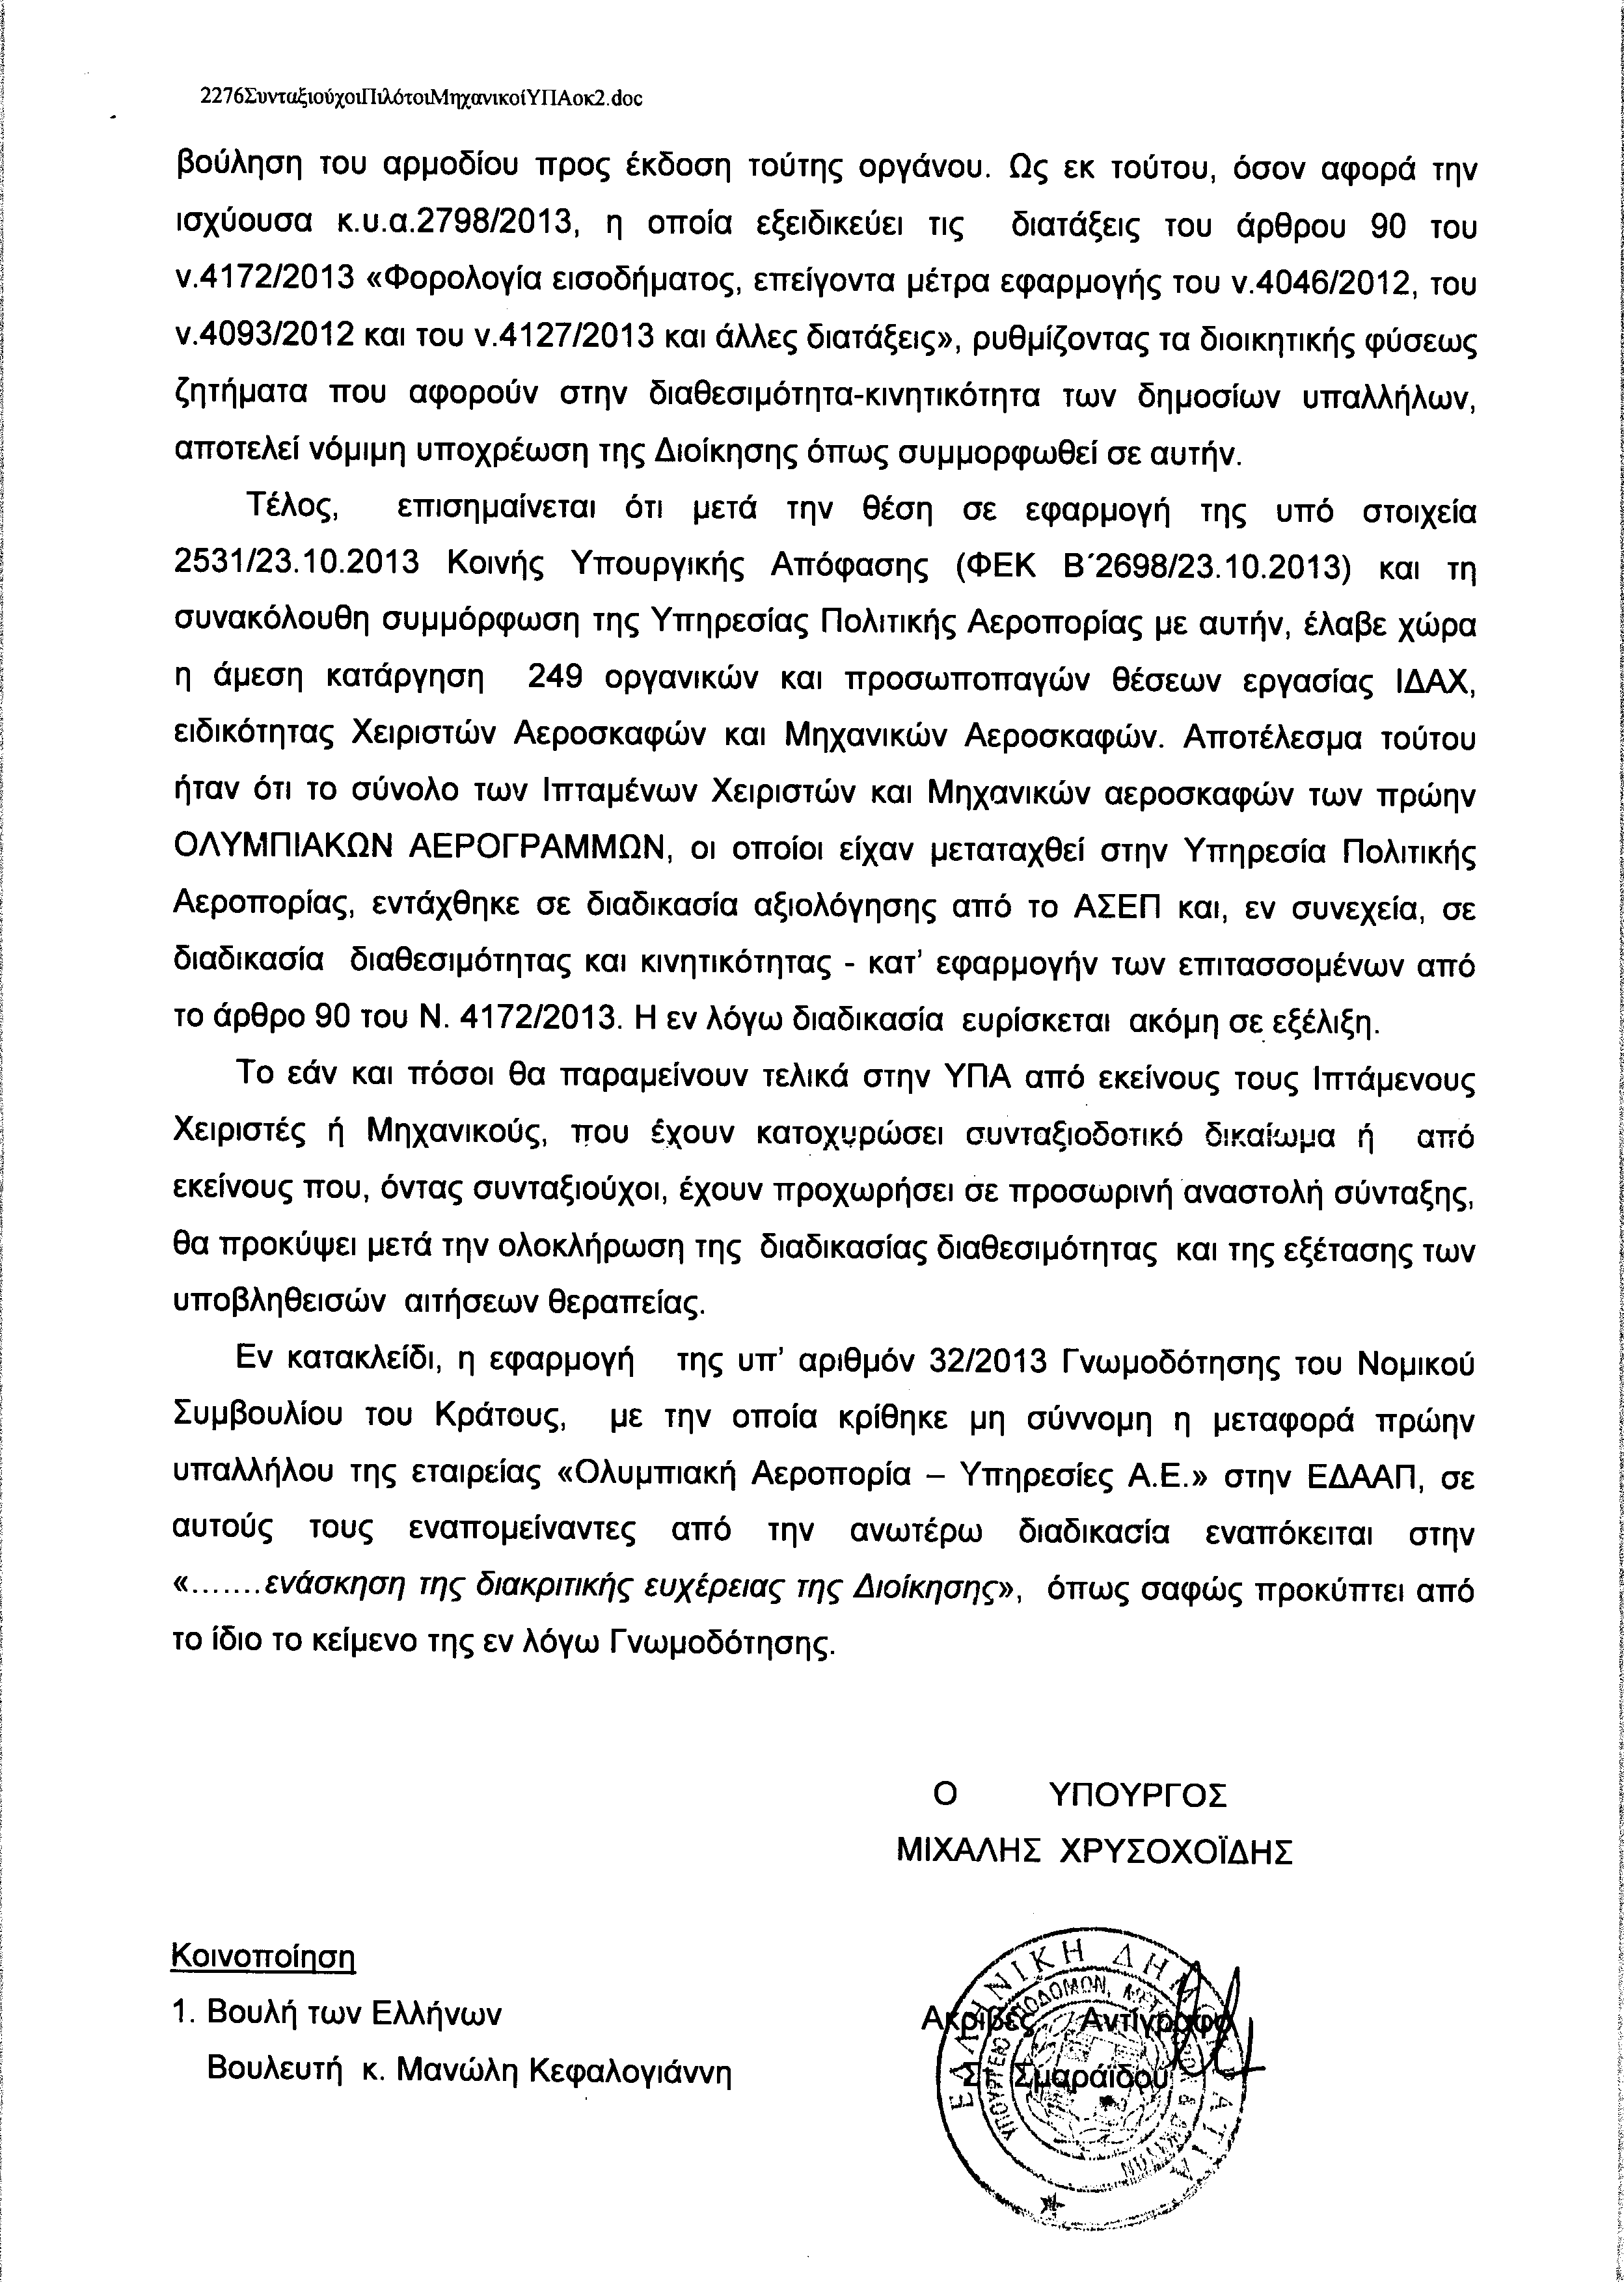 2276ΣυνταξιούχοιΠιλότοιΜηχανικοίΥΠΑοκ2.doc
βούληση του αρμοδίου προς έκδοση τούτης οργάνου. Ως εκ τούτου, όσον αφορά την
ισχύουσα κ.υ.α.2798/2013, η οποία εξειδικεύει τις διατάξεις του άρθρου 90 του
ν.4172/2013 «Φορολογία εισοδήματος, επείγοντα μέτρα εφαρμογής του ν.4046/2012, του
ν.4093/2012 και του ν.4127/2013 και άλλες διατάξεις», ρυθμίζοντας τα διοικητικής φύσεως
ζητήματα που αφορούν στην διαθεσιμότητα-κινητικότητα των δημοσίων υπαλλήλων,
αποτελεί νόμιμη υποχρέωση της Διοίκησης όπως συμμορφωθεί σε αυτήν.
Τέλος, επισημαίνεται ότι μετά την θέση σε εφαρμογή της υπό στοιχεία
2531/23.10.2013 Κοινής Υπουργικής Απόφασης (ΦΕΚ Β΄2698/23.10.2013) και τη
συνακόλουθη συμμόρφωση της Υπηρεσίας Πολιτικής Αεροπορίας με αυτήν, έλαβε χώρα
η άμεση κατάργηση 249 οργανικών και προσωποπαγών θέσεων εργασίας ΙΔΑΧ,
ειδικότητας Χειριστών Αεροσκαφών και Μηχανικών Αεροσκαφών. Αποτέλεσμα τούτου
ήταν ότι το σύνολο των Ιπταμένων Χειριστών και Μηχανικών αεροσκαφών των πρώην
ΟΛΥΜΠΙΑΚΩΝ ΑΕΡΟΓΡΑΜΜΩΝ, οι οποίοι είχαν μεταταχθεί στην Υπηρεσία Πολιτικής
Αεροπορίας, εντάχθηκε σε διαδικασία αξιολόγησης από το ΑΣΕΠ και, εν συνεχεία, σε
διαδικασία διαθεσιμότητας και κινητικότητας - κατ’ εφαρμογήν των επιτασσομένων από
το άρθρο 90 του Ν. 4172/2013. Η εν λόγω διαδικασία ευρίσκεται ακόμη σε εξέλιξη.
Το εάν και πόσοι θα παραμείνουν τελικά στην ΥΠΑ από εκείνους τους Ιπτάμενους
Χειριστές ή Μηχανικούς, που έχουν κατοχυρώσει συνταξιοδοτικό δικαίωμα ή από
εκείνους που, όντας συνταξιούχοι, έχουν προχωρήσει σε προσωρινή αναστολή σύνταξης,
θα προκύψει μετά την ολοκλήρωση της διαδικασίας διαθεσιμότητας και της εξέτασης των
υποβληθεισών αιτήσεων θεραπείας.
Εν κατακλείδι, η εφαρμογή της υπ’ αριθμόν 32/2013 Γνωμοδότησης του Νομικού
Συμβουλίου του Κράτους, με την οποία κρίθηκε μη σύννομη η μεταφορά πρώην
υπαλλήλου της εταιρείας «Ολυμπιακή Αεροπορία – Υπηρεσίες Α.Ε.» στην ΕΔΑΑΠ, σε
αυτούς τους εναπομείναντες από την ανωτέρω διαδικασία εναπόκειται στην
«......ενάσκηση της διακριτικής ευχέρειας της Διοίκησης», όπως σαφώς προκύπτει από
το ίδιο το κείμενο της εν λόγω Γνωμοδότησης.
Ο ΥΠΟΥΡΓΟΣ
ΜΙΧΑΛΗΣ ΧΡΥΣΟΧΟΪΔΗΣ
Κοινοποίηση
1. Βουλή των Ελλήνων
Βουλευτή κ. Μανώλη Κεφαλογιάννη
ΕΛΛΗΝΙΚΗ ΔΗΜΟΚΡΑΤΙΑ
Ακριβές Αντίγραφο
Σμαραΐδου